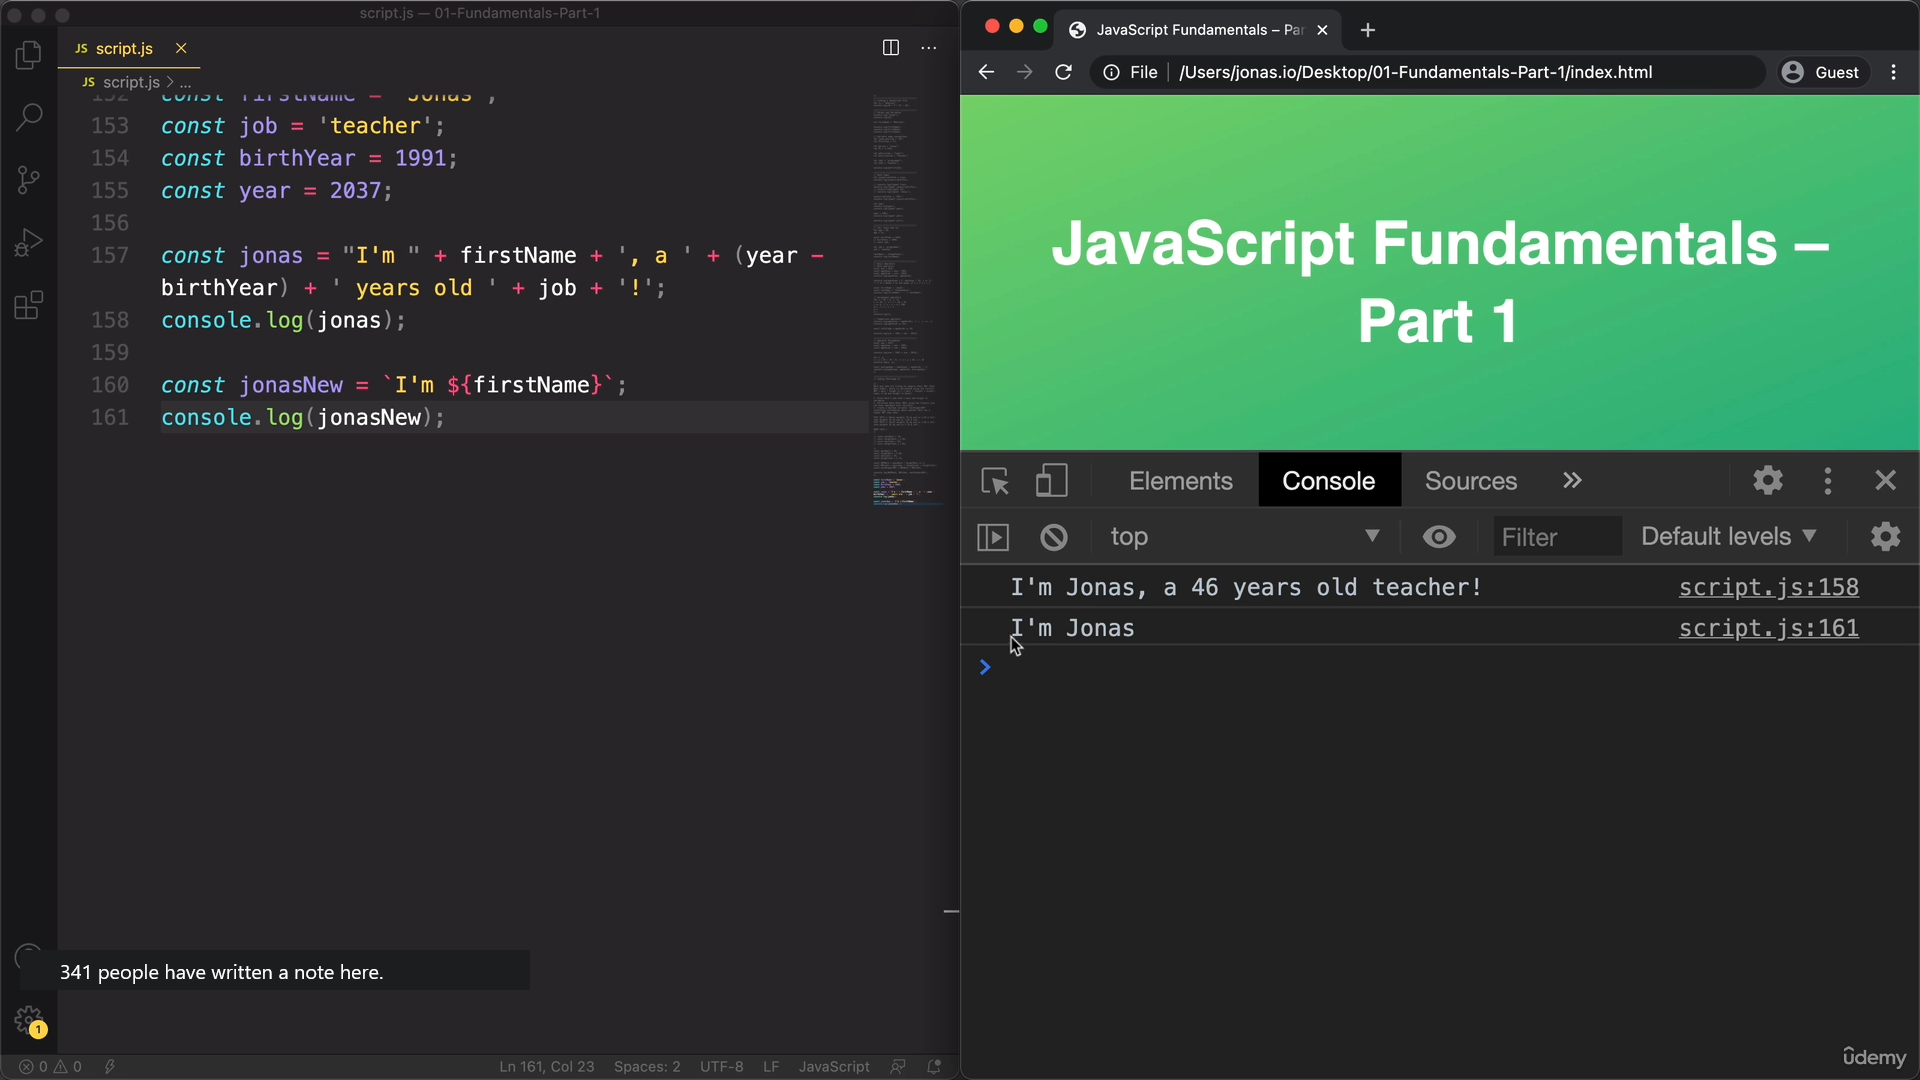 script.js — 01-Fundamentals-Part-1
JS script.js
JS script.js > ...
152 const firstName = 'Jonas';
153 const job = 'teacher';
154 const birthYear = 1991;
155 const year = 2037;
156
157 const jonas = "I'm " + firstName + ', a ' + (year -
birthYear) + ' years old ' + job + '!';
158 console.log(jonas);
159
160 const jonasNew = `I'm ${firstName}`;
161 console.log(jonasNew);
341 people have written a note here.
1
0 0 Ln 161, Col 23 Spaces: 2 UTF-8 LF JavaScript
JavaScript Fundamentals – Par
File /Users/jonas.io/Desktop/01-Fundamentals-Part-1/index.html Guest
JavaScript Fundamentals –
Part 1
Elements Console Sources »
top Filter Default levels
I'm Jonas, a 46 years old teacher! script.js:158
I'm Jonas script.js:161
>
ûdemy